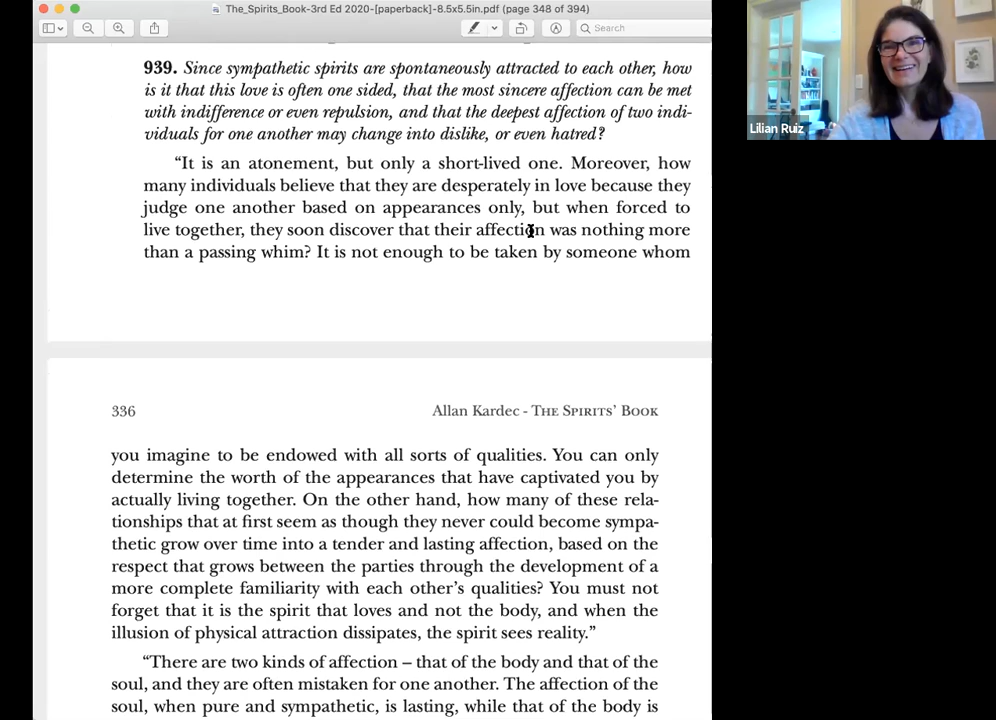 The_Spirits_Book-3rd Ed 2020-[paperback]-8.5x5.5in.pdf (page 348 of 394)
Search
939. Since sympathetic spirits are spontaneously attracted to each other, how
is it that this love is often one sided, that the most sincere affection can be met
with indifference or even repulsion, and that the deepest affection of two indi-
viduals for one another may change into dislike, or even hatred?
“It is an atonement, but only a short-lived one. Moreover, how
many individuals believe that they are desperately in love because they
judge one another based on appearances only, but when forced to
live together, they soon discover that their affection was nothing more
than a passing whim? It is not enough to be taken by someone whom
336
Allan Kardec - The Spirits’ Book
you imagine to be endowed with all sorts of qualities. You can only
determine the worth of the appearances that have captivated you by
actually living together. On the other hand, how many of these rela-
tionships that at first seem as though they never could become sympa-
thetic grow over time into a tender and lasting affection, based on the
respect that grows between the parties through the development of a
more complete familiarity with each other’s qualities? You must not
forget that it is the spirit that loves and not the body, and when the
illusion of physical attraction dissipates, the spirit sees reality.”
“There are two kinds of affection – that of the body and that of the
soul, and they are often mistaken for one another. The affection of the
soul, when pure and sympathetic, is lasting, while that of the body is
Lilian Ruiz